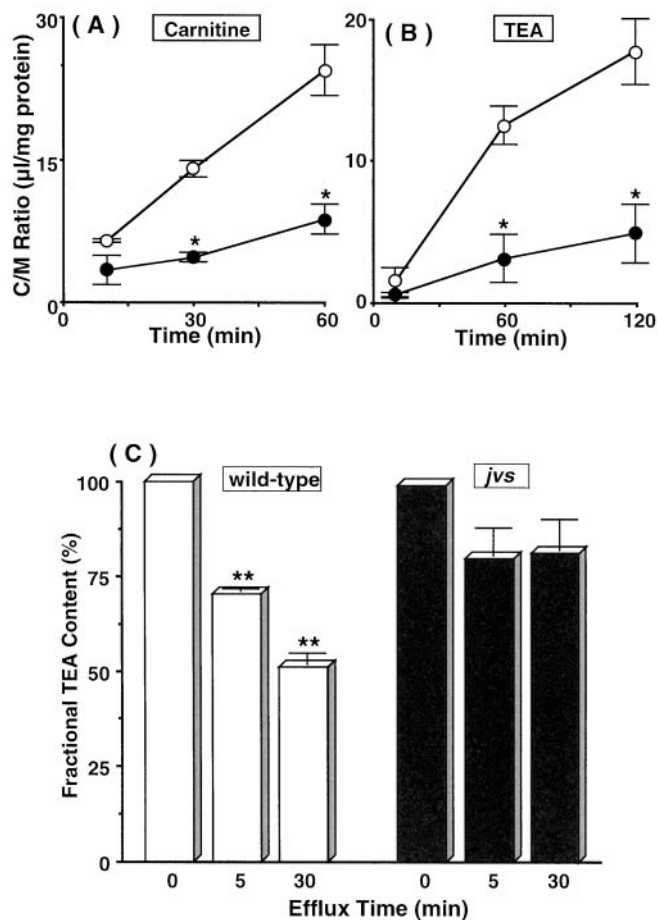 ( A )
Carnitine
30
15
0
C/M Ratio (μl/mg protein)
*
*
0
30
60
Time (min)
( B )
TEA
20
10
0
*
*
0
60
120
Time (min)
( C )
wild-type
jvs
100
75
50
25
0
Fractional TEA Content (%)
**
**
0
5
30
0
5
30
Efflux Time (min)